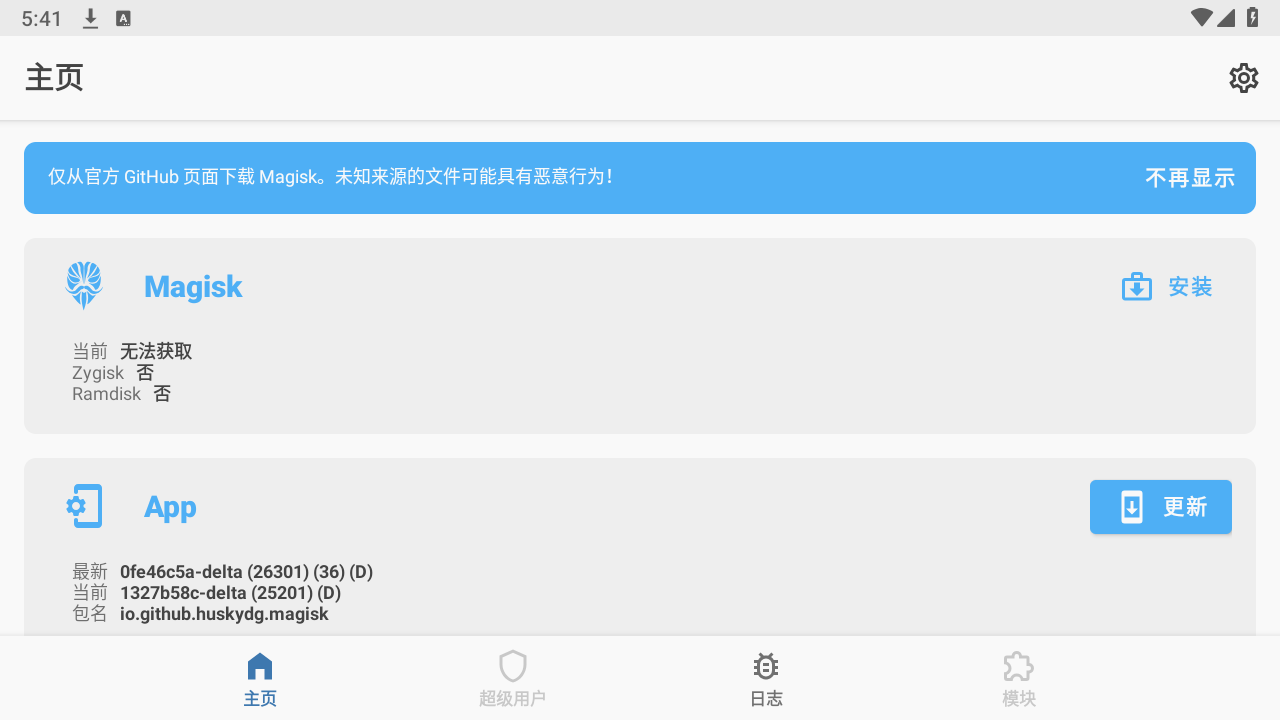 5:41
主页
仅从官方 GitHub 页面下载 Magisk。未知来源的文件可能具有恶意行为！
不再显示
Magisk
安装
当前 无法获取
Zygisk 否
Ramdisk 否
App
更新
最新 0fe46c5a-delta (26301) (36) (D)
当前 1327b58c-delta (25201) (D)
包名 io.github.huskydg.magisk
主页
超级用户
日志
模块